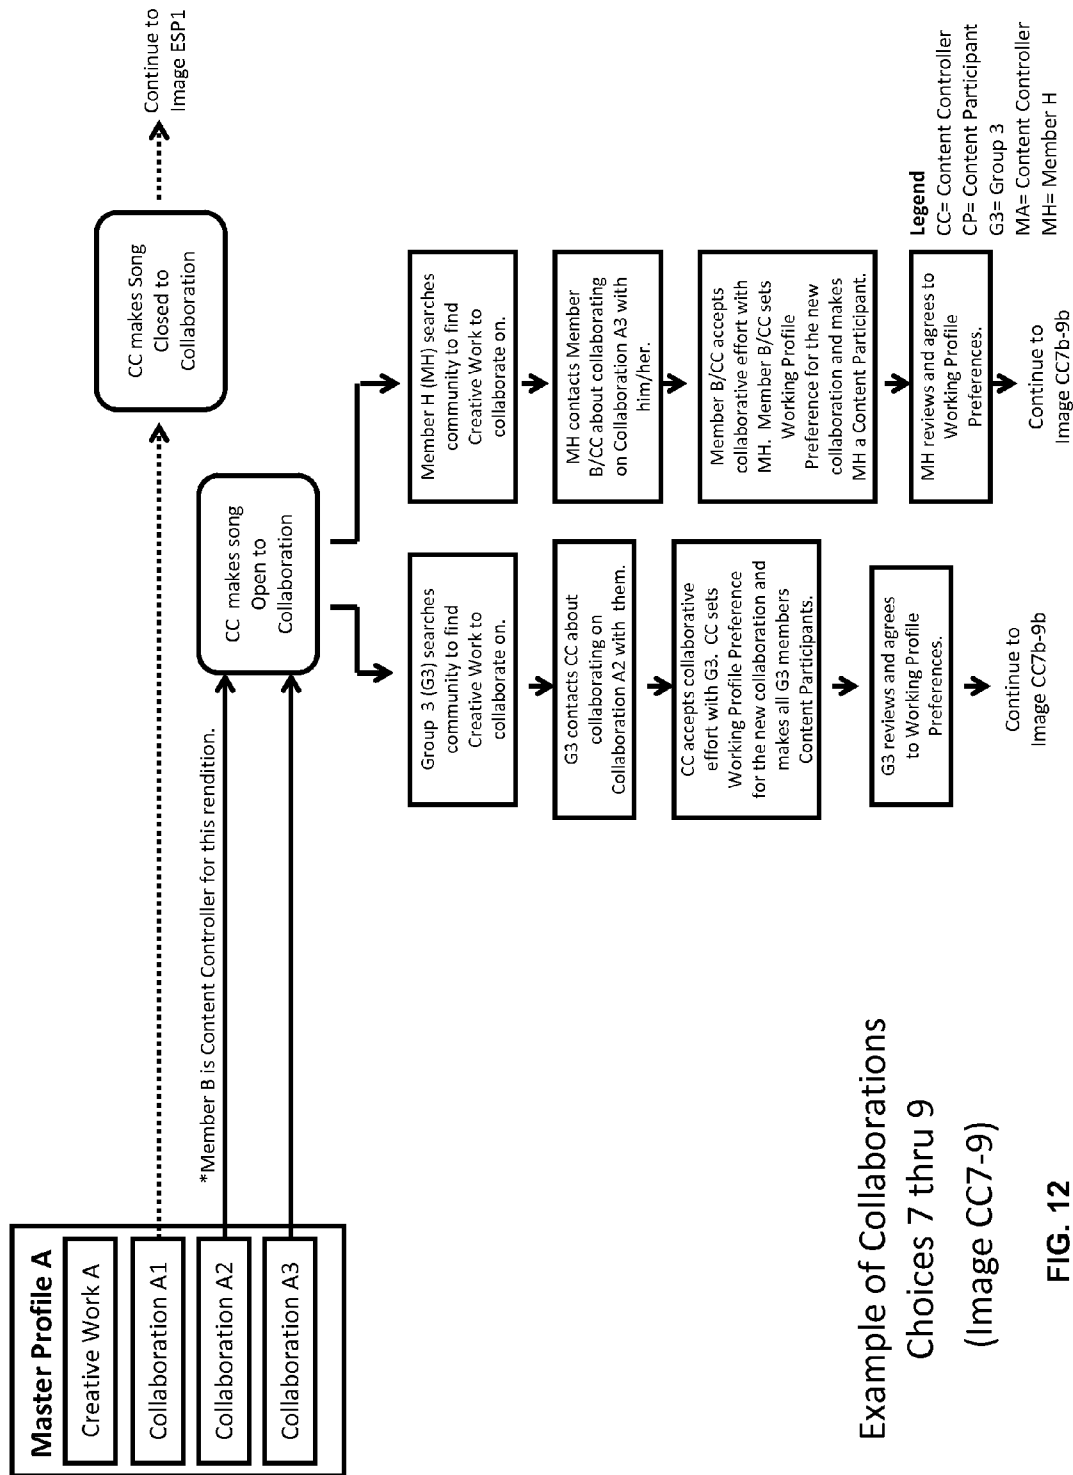 Master Profile A
Creative Work A
Collaboration A1
Collaboration A2
Collaboration A3
*Member B is Content Controller for this rendition.
CC makes Song
Closed to
Collaboration
Continue to
Image ESP1
CC makes song
Open to
Collaboration
Group 3 (G3) searches
community to find
Creative Work to
collaborate on.
G3 contacts CC about
collaborating on
Collaboration A2 with them.
CC accepts collaborative
effort with G3. CC sets
Working Profile Preference
for the new collaboration and
makes all G3 members
Content Participants.
G3 reviews and agrees
to Working Profile
Preferences.
Continue to
Image CC7b-9b
Member H (MH) searches
community to find
Creative Work to
collaborate on.
MH contacts Member
B/CC about collaborating
on Collaboration A3 with
him/her.
Member B/CC accepts
collaborative effort with
MH. Member B/CC sets
Working Profile
Preference for the new
collaboration and makes
MH a Content Participant.
MH reviews and agrees to
Working Profile
Preferences.
Continue to
Image CC7b-9b
Legend
CC= Content Controller
CP= Content Participant
G3= Group 3
MA= Content Controller
MH= Member H
Example of Collaborations
Choices 7 thru 9
(Image CC7-9)
FIG. 12